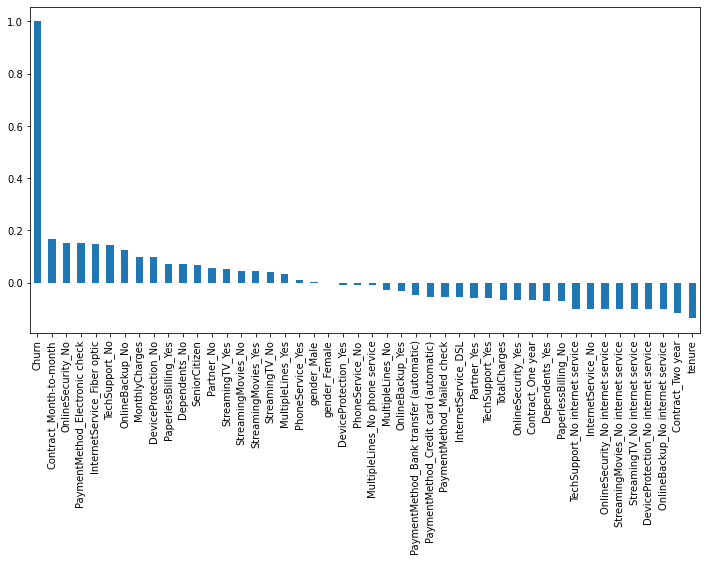 1.0
0.8
0.6
0.4
0.2
0.0
Churn
Contract_Month-to-month
OnlineSecurity_No
PaymentMethod_Electronic check
InternetService_Fiber optic
TechSupport_No
OnlineBackup_No
MonthlyCharges
DeviceProtection_No
PaperlessBilling_Yes
Dependents_No
SeniorCitizen
Partner_No
StreamingTV_Yes
StreamingMovies_No
StreamingMovies_Yes
StreamingTV_No
MultipleLines_Yes
PhoneService_Yes
gender_Male
gender_Female
DeviceProtection_Yes
PhoneService_No
MultipleLines_No phone service
MultipleLines_No
OnlineBackup_Yes
PaymentMethod_Bank transfer (automatic)
PaymentMethod_Credit card (automatic)
PaymentMethod_Mailed check
InternetService_DSL
Partner_Yes
TechSupport_Yes
TotalCharges
OnlineSecurity_Yes
Contract_One year
Dependents_Yes
PaperlessBilling_No
TechSupport_No internet service
InternetService_No
OnlineSecurity_No internet service
StreamingMovies_No internet service
StreamingTV_No internet service
DeviceProtection_No internet service
OnlineBackup_No internet service
Contract_Two year
tenure